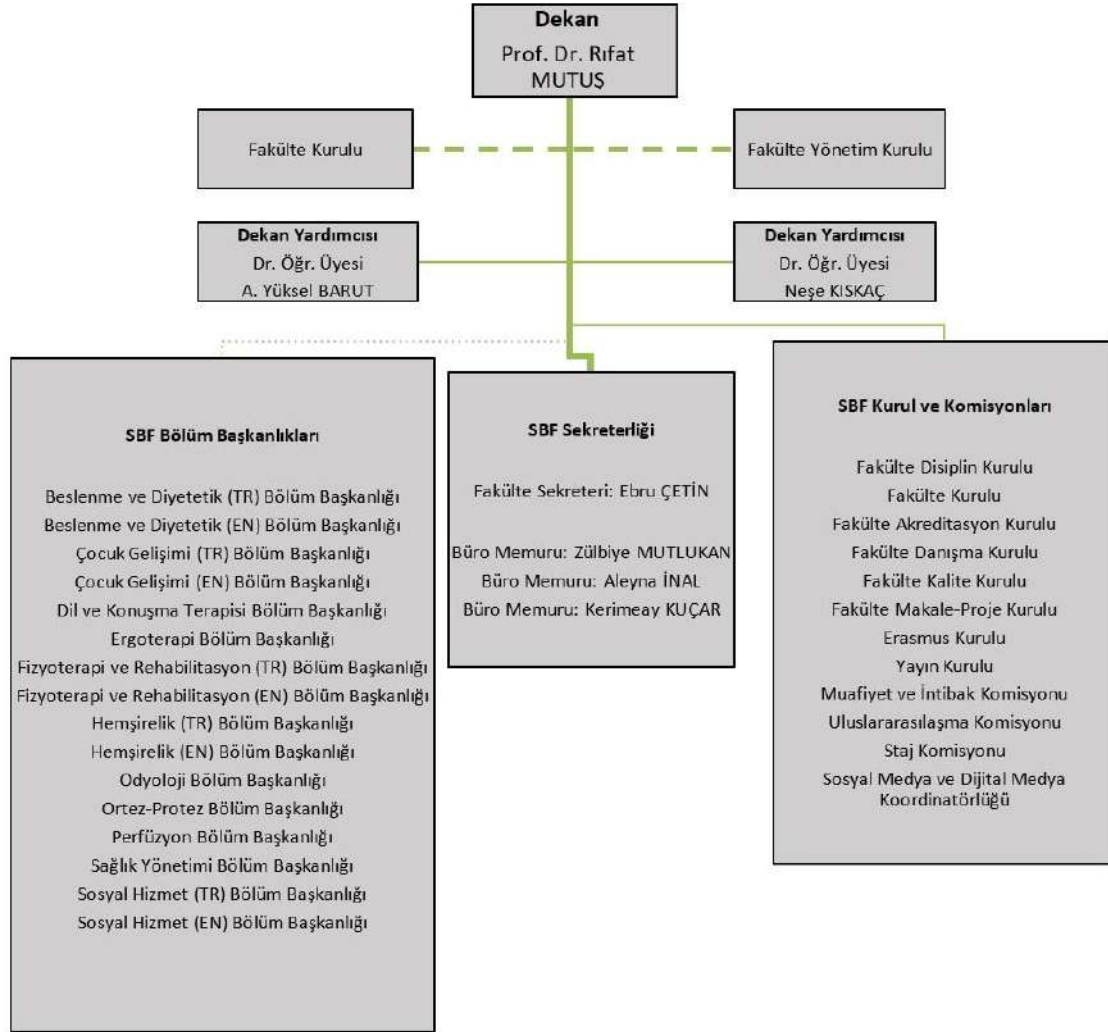 Dekan
Prof. Dr. Rıfat
MUTUŞ
Fakülte Kurulu
Fakülte Yönetim Kurulu
Dekan Yardımcısı
Dr. Öğr. Üyesi
A. Yüksel BARUT
Dekan Yardımcısı
Dr. Öğr. Üyesi
Neşe KISKAÇ
SBF Bölüm Başkanlıkları
Beslenme ve Diyetetik (TR) Bölüm Başkanlığı
Beslenme ve Diyetetik (EN) Bölüm Başkanlığı
Çocuk Gelişimi (TR) Bölüm Başkanlığı
Çocuk Gelişimi (EN) Bölüm Başkanlığı
Dil ve Konuşma Terapisi Bölüm Başkanlığı
Ergoterapi Bölüm Başkanlığı
Fizyoterapi ve Rehabilitasyon (TR) Bölüm Başkanlığı
Fizyoterapi ve Rehabilitasyon (EN) Bölüm Başkanlığı
Hemşirelik (TR) Bölüm Başkanlığı
Hemşirelik (EN) Bölüm Başkanlığı
Odyoloji Bölüm Başkanlığı
Ortez-Protez Bölüm Başkanlığı
Perfüzyon Bölüm Başkanlığı
Sağlık Yönetimi Bölüm Başkanlığı
Sosyal Hizmet (TR) Bölüm Başkanlığı
Sosyal Hizmet (EN) Bölüm Başkanlığı
SBF Sekreterliği
Fakülte Sekreteri: Ebru ÇETİN
Büro Memuru: Zülbiye MUTLUKAN
Büro Memuru: Aleyna İNAL
Büro Memuru: Kerimeay KUÇAR
SBF Kurul ve Komisyonları
Fakülte Disiplin Kurulu
Fakülte Kurulu
Fakülte Akreditasyon Kurulu
Fakülte Danışma Kurulu
Fakülte Kalite Kurulu
Fakülte Makale-Proje Kurulu
Erasmus Kurulu
Yayın Kurulu
Muafiyet ve İntibak Komisyonu
Uluslararasılaşma Komisyonu
Staj Komisyonu
Sosyal Medya ve Dijital Medya
Koordinatörlüğü